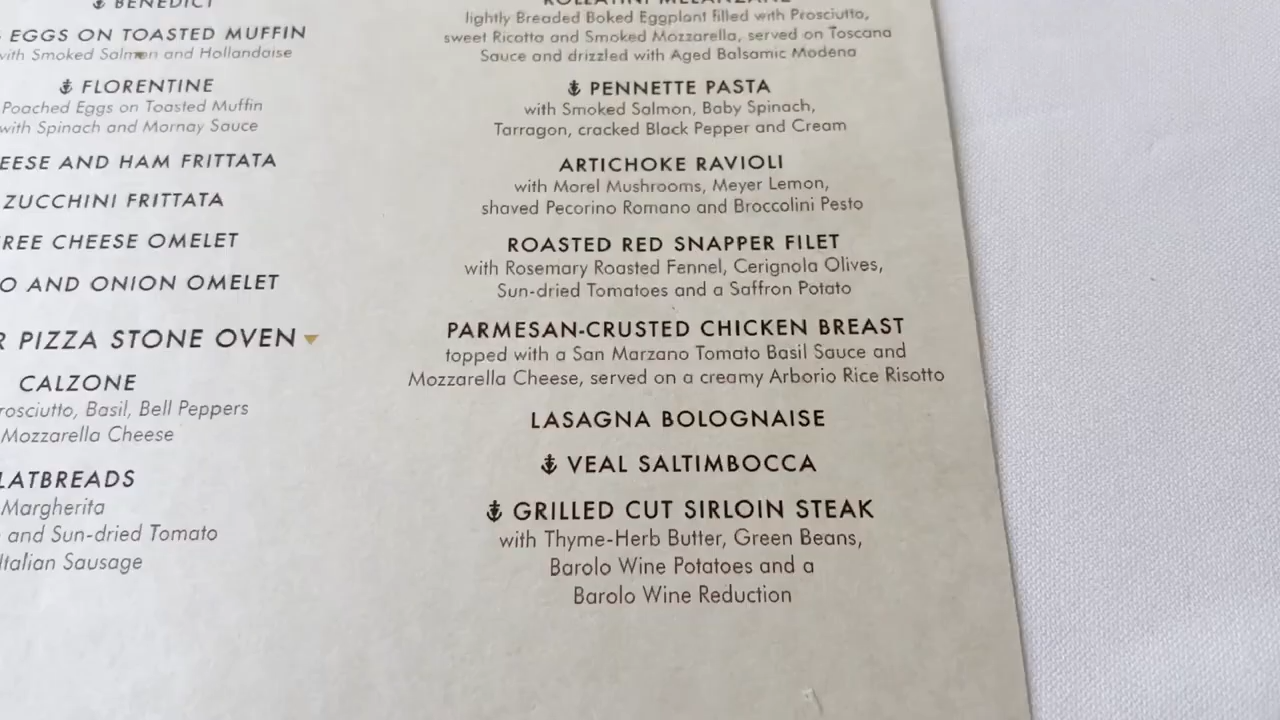 BENEDICT
EGGS ON TOASTED MUFFIN
with Smoked Salmon and Hollandaise
FLORENTINE
Poached Eggs on Toasted Muffin
with Spinach and Mornay Sauce
AND HAM FRITTATA
ZUCCHINI FRITTATA
CHEESE OMELET
AND ONION OMELET
PIZZA STONE OVEN
CALZONE
Basil, Bell Peppers
Mozzarella Cheese
Margherita
and Sun-dried Tomato
Italian Sausage
ROLLATINI MELANZANE
lightly Breaded Boked Eggplant filled with Prosciutto,
sweet Ricotta and Smoked Mozzarella, served on Toscana
Sauce and drizzled with Aged Balsamic Modena
PENNETTE PASTA
with Smoked Salmon, Baby Spinach,
Tarragon, cracked Black Pepper and Cream
ARTICHOKE RAVIOLI
with Morel Mushrooms, Meyer Lemon,
shaved Pecorino Romano and Broccolini Pesto
ROASTED RED SNAPPER FILET
with Rosemary Roasted Fennel, Cerignola Olives,
Sun-dried Tomatoes and a Saffron Potato
PARMESAN-CRUSTED CHICKEN BREAST
topped with a San Marzano Tomato Basil Sauce and
Mozzarella Cheese, served on a creamy Arborio Rice Risotto
LASAGNA BOLOGNAISE
VEAL SALTIMBOCCA
GRILLED CUT SIRLOIN STEAK
with Thyme-Herb Butter, Green Beans,
Barolo Wine Potatoes and a
Barolo Wine Reduction